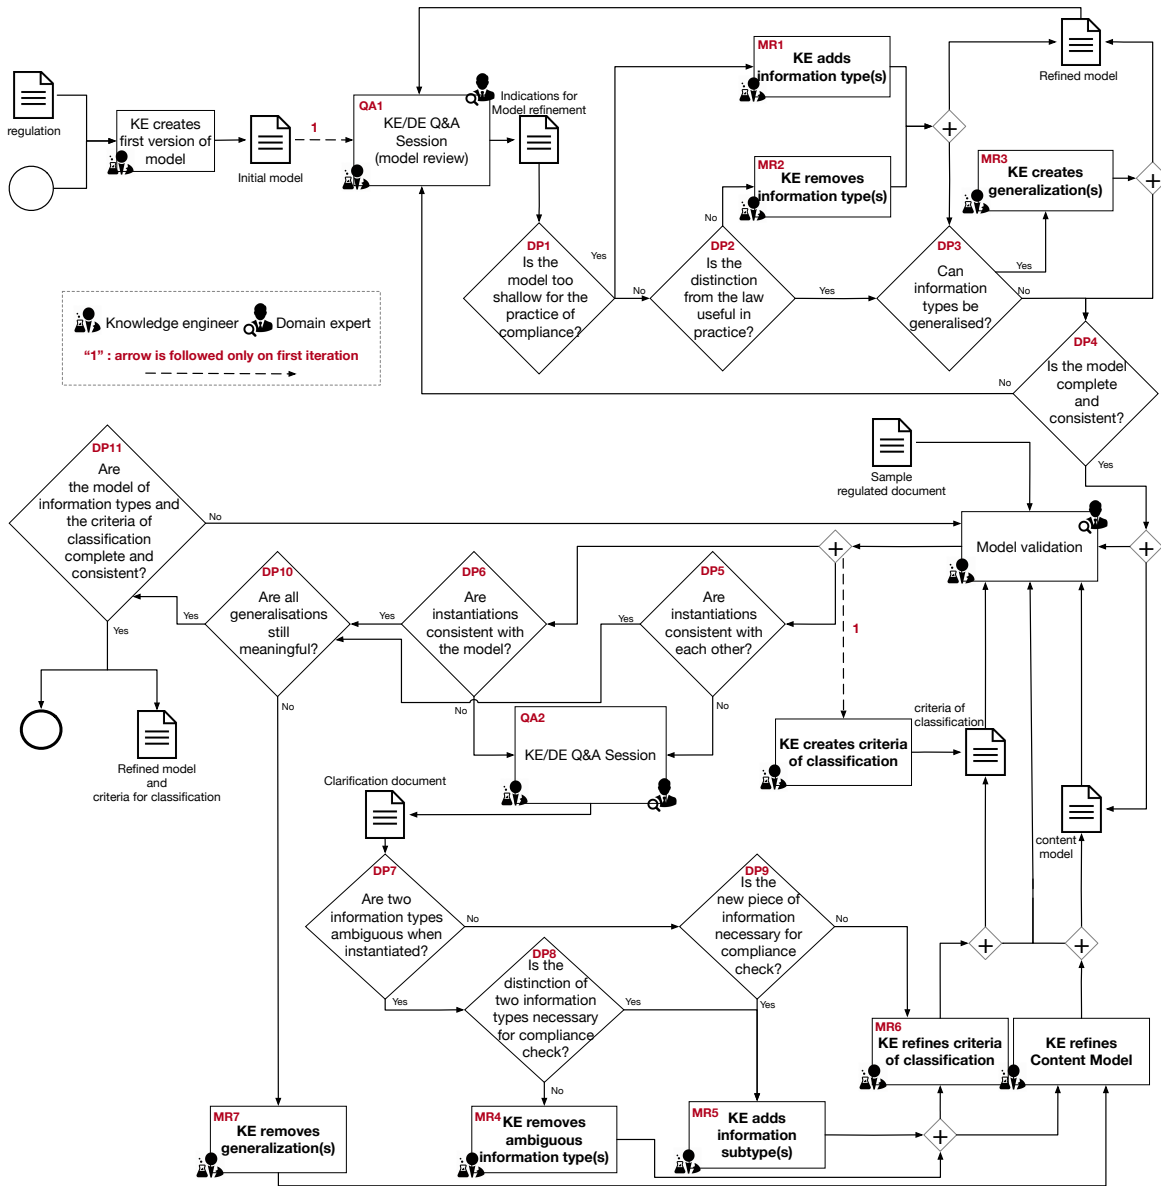 regulation
KE creates
first version of
model
Initial model
1
QA1
KE/DE Q&A
Session
(model review)
Indications for
Model refinement
MR1
KE adds
information type(s)
MR2
KE removes
information type(s)
Refined model
MR3
KE creates
generalization(s)
DP1
Is the
model too
shallow for the
practice of
compliance?
Yes
No
DP2
Is the
distinction
from the law
useful in
practice?
No
Yes
DP3
Can
information
types be
generalised?
Yes
No
DP4
Is the model
complete
and
consistent?
No
Yes
Knowledge engineer
Domain expert
“1” : arrow is followed only on first iteration
Sample
regulated document
Model validation
DP11
Are
the model of
information types and
the criteria of
classification
complete and
consistent?
No
Yes
DP10
Are all
generalisations
still
meaningful?
Yes
No
DP6
Are
instantiations
consistent with
the model?
Yes
No
DP5
Are
instantiations
consistent with
each other?
Yes
No
1
Refined model
and
criteria for classification
QA2
KE/DE Q&A Session
KE creates criteria
of classification
criteria of
classification
Clarification document
content
model
DP7
Are two
information types
ambiguous when
instantiated?
No
Yes
DP8
Is the
distinction of
two information
types necessary
for compliance
check?
Yes
No
DP9
Is the
new piece of
information
necessary for
compliance
check?
No
Yes
MR6
KE refines criteria
of classification
KE refines
Content Model
MR7
KE removes
generalization(s)
MR4
KE removes
ambiguous
information type(s)
MR5
KE adds
information
subtype(s)